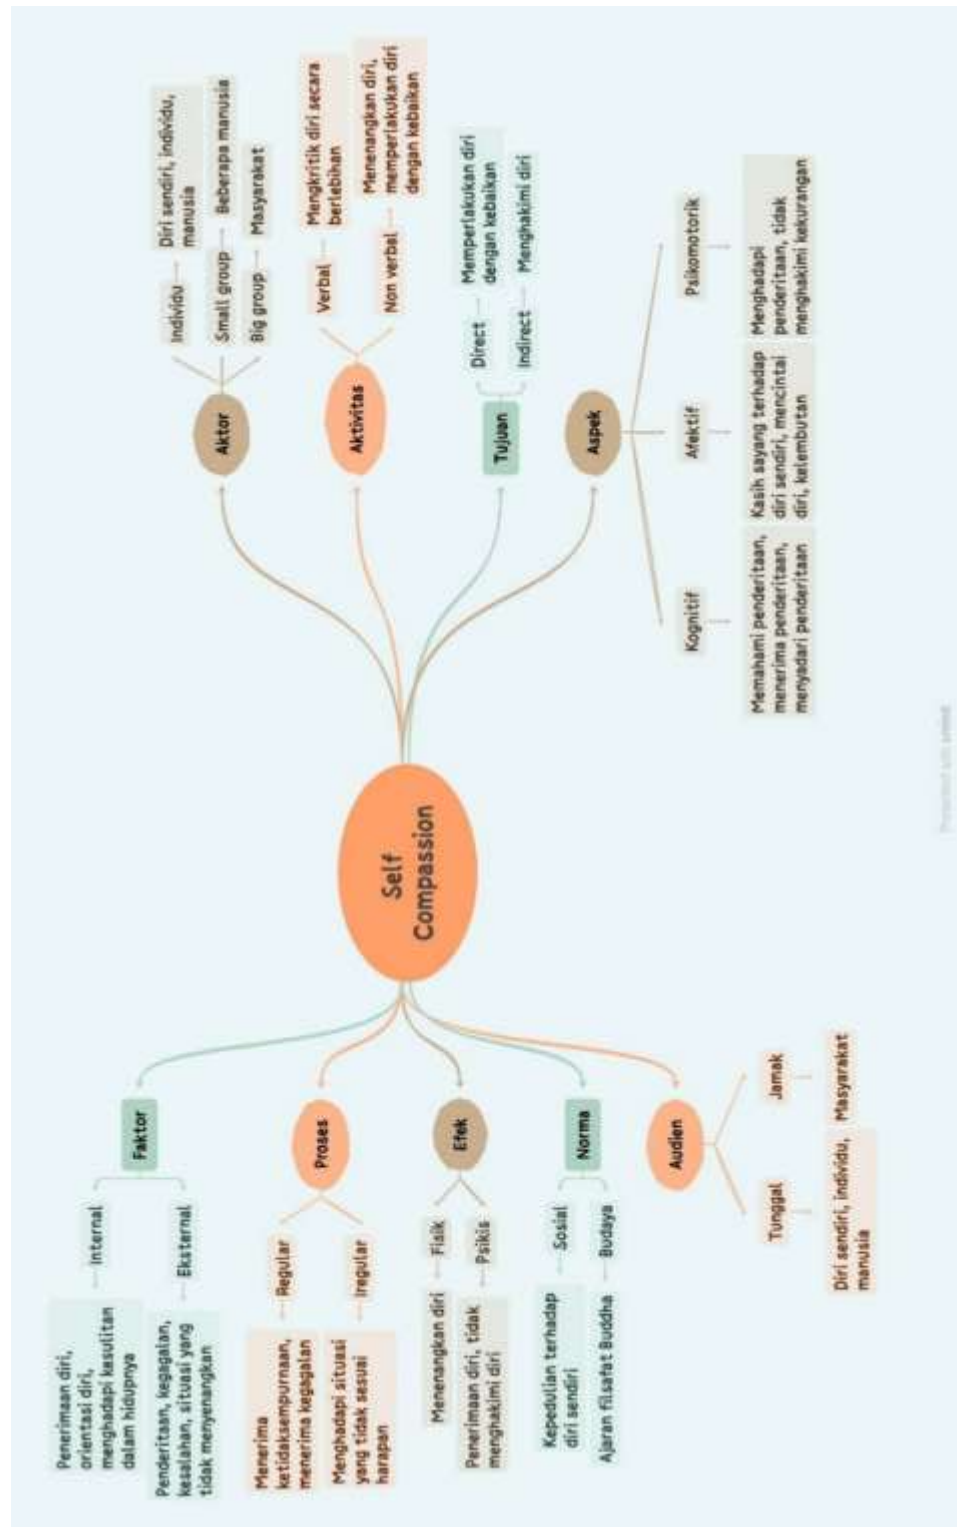 Self
Compassion
Faktor
Internal
Penerimaan diri,
orientasi diri,
menghadapi kesulitan
dalam hidupnya
Eksternal
Penderitaan, kegagalan,
kesalahan, situasi yang
tidak menyenangkan
Proses
Regular
Menerima
ketidaksempurnaan,
menerima kegagalan
Iregular
Menghadapi situasi
yang tidak sesuai
harapan
Efek
Fisik
Menenangkan diri
Psikis
Penerimaan diri, tidak
menghakimi diri
Norma
Sosial
Kepedulian terhadap
diri sendiri
Budaya
Ajaran filsafat Buddha
Audien
Tunggal
Diri sendiri, individu,
manusia
Jamak
Masyarakat
Aktor
Individu
Diri sendiri, individu,
manusia
Small group
Beberapa manusia
Big group
Masyarakat
Aktivitas
Verbal
Mengkritik diri secara
berlebihan
Non verbal
Menenangkan diri,
memperlakukan diri
dengan kebaikan
Tujuan
Direct
Memperlakukan diri
dengan kebaikan
Indirect
Menghakimi diri
Aspek
Kognitif
Memahami penderitaan,
menerima penderitaan,
menyadari penderitaan
Afektif
Kasih sayang terhadap
diri sendiri, mencintai
diri, kelembutan
Psikomotorik
Menghadapi
penderitaan, tidak
menghakimi kekurangan